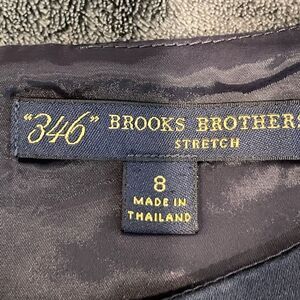 "346" BROOKS BROTHERS
STRETCH
8
MADE IN
THAILAND